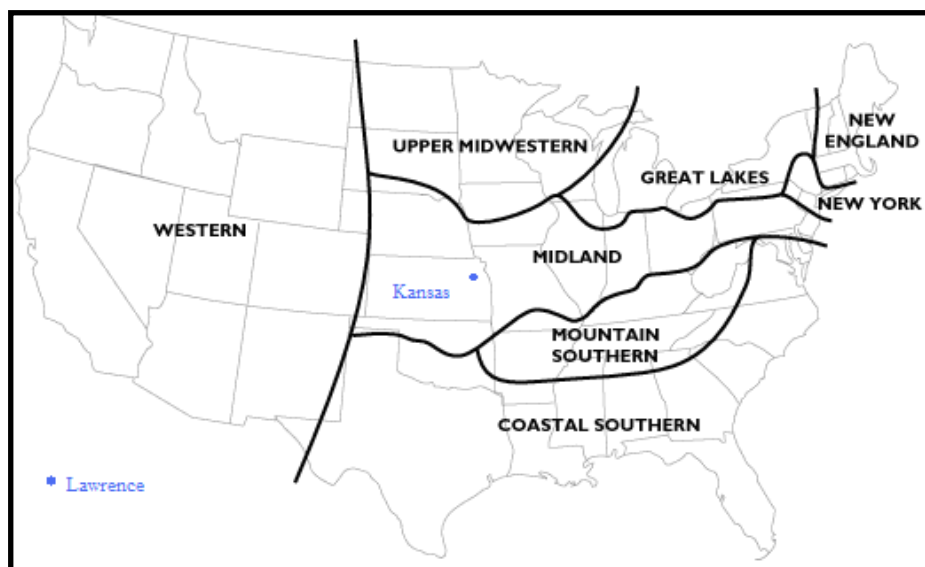 NEW
ENGLAND
UPPER MIDWESTERN
GREAT LAKES
NEW YORK
WESTERN
MIDLAND
Kansas
MOUNTAIN
SOUTHERN
COASTAL SOUTHERN
Lawrence